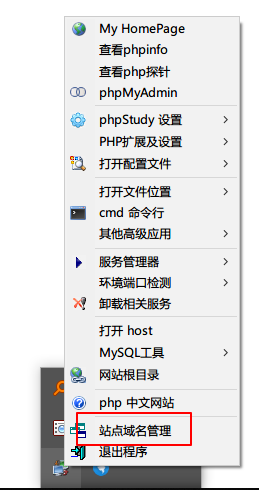 My HomePage
查看phpinfo
查看php探针
phpMyAdmin
phpStudy 设置
PHP扩展及设置
打开配置文件
打开文件位置
cmd 命令行
其他高级应用
服务管理器
环境端口检测
卸载相关服务
打开 host
MySQL工具
网站根目录
php 中文网站
站点域名管理
退出程序